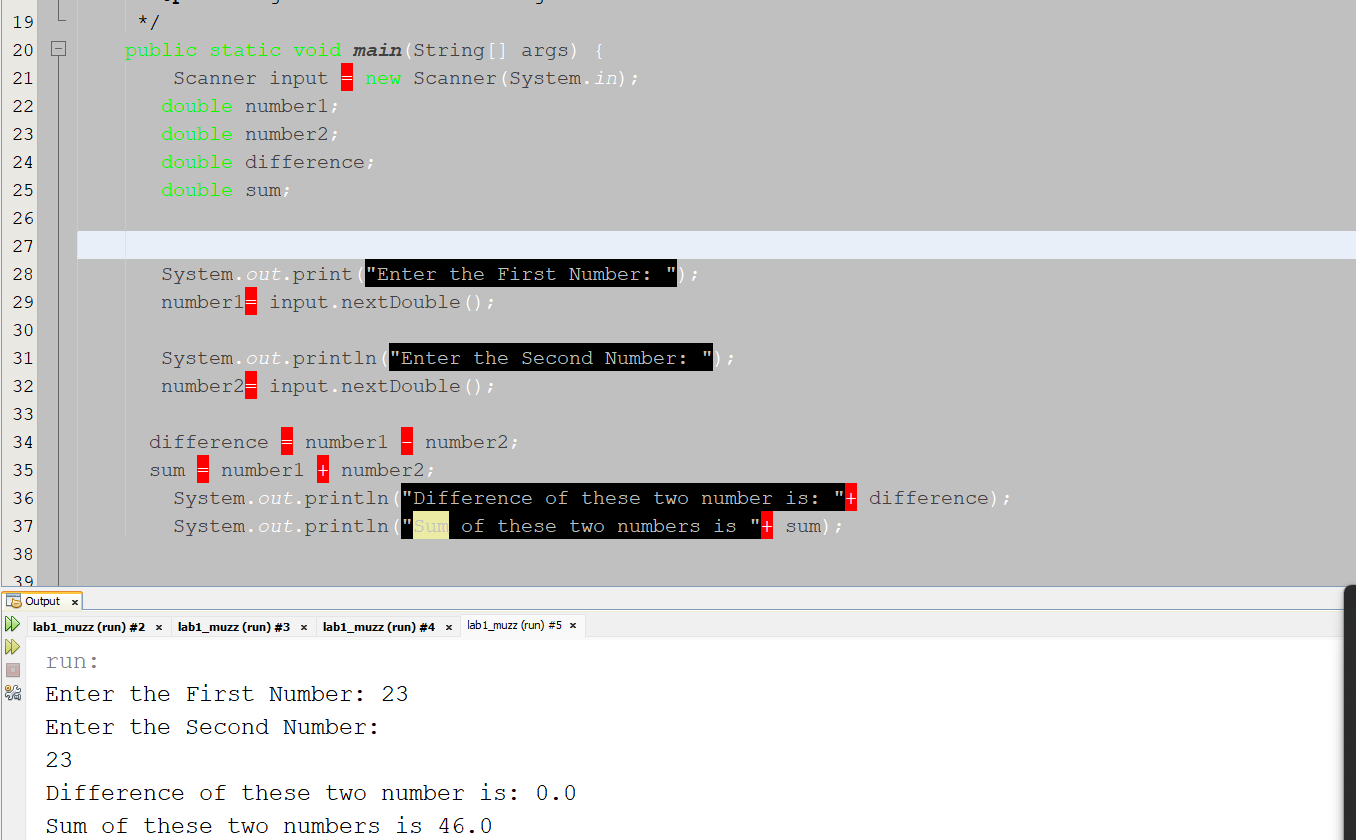 19 */
20 public static void main(String[] args) {
21 Scanner input = new Scanner(System.in);
22 double number1;
23 double number2;
24 double difference;
25 double sum;
26
27
28 System.out.print("Enter the First Number: ");
29 number1= input.nextDouble();
30
31 System.out.println("Enter the Second Number: ");
32 number2= input.nextDouble();
33
34 difference = number1 - number2;
35 sum = number1 + number2;
36 System.out.println("Difference of these two number is: "+ difference);
37 System.out.println("Sum of these two numbers is "+ sum);
38
39
Output ×
lab1_muzz (run) #2 × lab1_muzz (run) #3 × lab1_muzz (run) #4 × lab1_muzz (run) #5 ×
run:
Enter the First Number: 23
Enter the Second Number:
23
Difference of these two number is: 0.0
Sum of these two numbers is 46.0